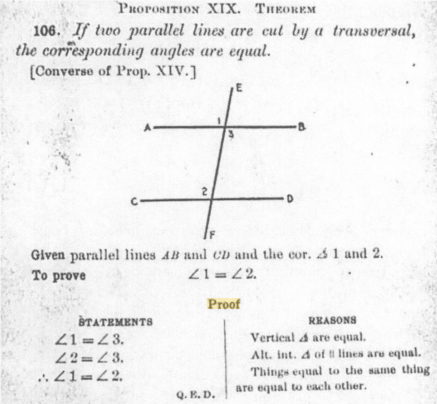 PROPOSITION XIX. THEOREM
106. If two parallel lines are cut by a transversal,
the corresponding angles are equal.
[Converse of Prop. XIV.]
E
A 1 B
3
2
C D
F
Given parallel lines AB and CD and the cor. ∠s 1 and 2.
To prove ∠1 = ∠2.
Proof
STATEMENTS
∠1 = ∠3.
∠2 = ∠3.
∴ ∠1 = ∠2.
Q. E. D.
REASONS
Vertical ∠s are equal.
Alt. int. ∠s of || lines are equal.
Things equal to the same thing
are equal to each other.